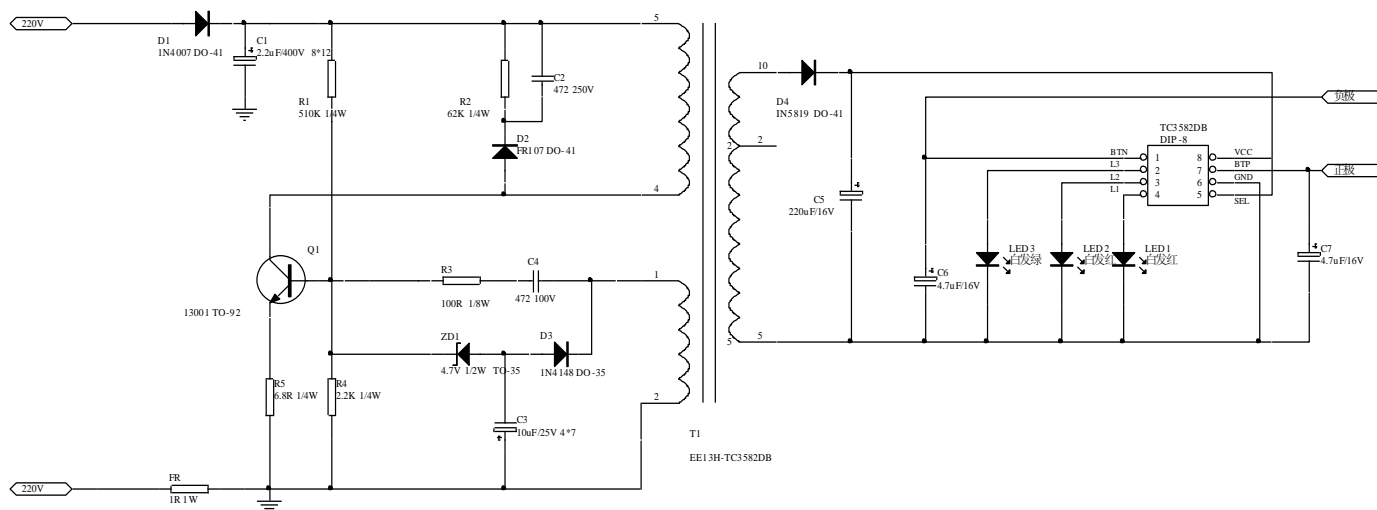 220V
D1
1N4007 DO-41
C1
2.2uF/400V 8*12
R1
510K 1/4W
R2
62K 1/4W
C2
472 250V
D2
FR107 DO-41
5
4
Q1
13001 TO-92
R3
100R 1/8W
C4
472 100V
1
ZD1
4.7V 1/2W TO-35
D3
1N4148 DO-35
R5
6.8R 1/4W
R4
2.2K 1/4W
C3
10uF/25V 4*7
2
T1
EE13H-TC3582DB
FR
1R 1W
220V
10
D4
IN5819 DO-41
2
2
C5
220uF/16V
5
5
负极
TC3582DB
DIP-8
BTN
1
8
VCC
L3
2
7
BTP
L2
3
6
GND
L1
4
5
SEL
正极
LED3
白发绿
LED2
白发红
LED1
白发红
C6
4.7uF/16V
C7
4.7uF/16V